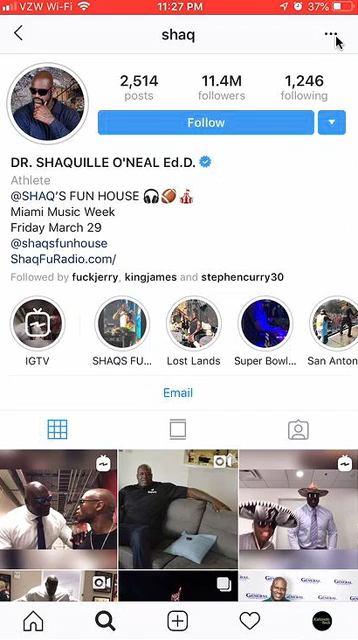 VZW Wi-Fi
11:27 PM
37%
shaq
2,514
posts
11.4M
followers
1,246
following
Follow
DR. SHAQUILLE O'NEAL Ed.D.
Athlete
@SHAQ'S FUN HOUSE 🎧🏈🎪
Miami Music Week
Friday March 29
@shaqsfunhouse
ShaqFuRadio.com/
Followed by fuckjerry, kingjames and stephencurry30
IGTV
SHAQS FU...
Lost Lands
Super Bowl...
San Anton
Email
GENERAL